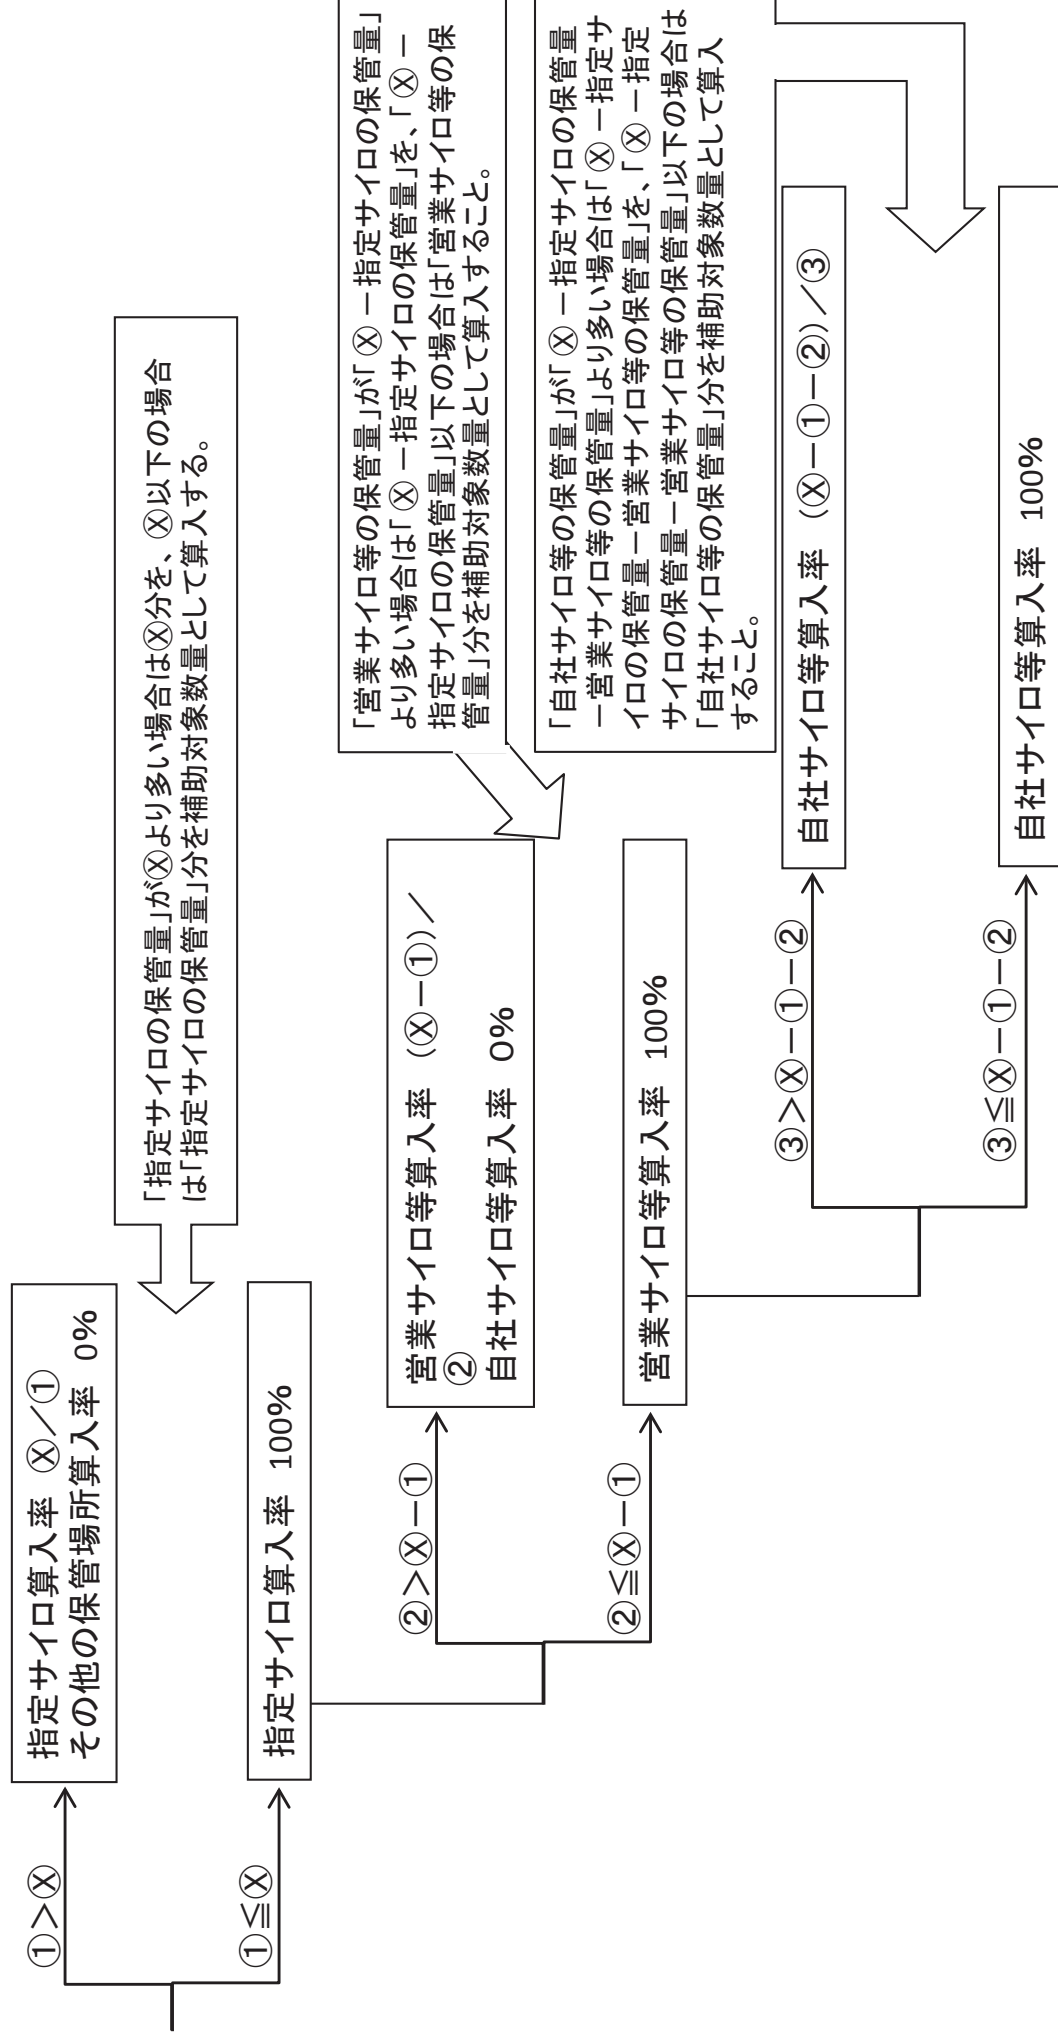 ①＞Ⓧ
指定サイロ算入率 Ⓧ／①
その他の保管場所算入率 0%
①≦Ⓧ
指定サイロ算入率 100%
「指定サイロの保管量」がⓍより多い場合はⓍ分を、Ⓧ以下の場合
は「指定サイロの保管量」分を補助対象数量として算入する。
②＞Ⓧ－①
営業サイロ等算入率 (Ⓧ－①)／
②
自社サイロ等算入率 0%
②≦Ⓧ－①
営業サイロ等算入率 100%
「営業サイロ等の保管量」が「Ⓧ－指定サイロの保管量」
より多い場合は「Ⓧ－指定サイロの保管量」を、「Ⓧ－
指定サイロの保管量」以下の場合は「営業サイロ等の保
管量」分を補助対象数量として算入すること。
「自社サイロ等の保管量」が「Ⓧ－指定サイロの保管量
－営業サイロ等の保管量」より多い場合は「Ⓧ－指定サ
イロの保管量－営業サイロ等の保管量」を、「Ⓧ－指定
サイロの保管量－営業サイロ等の保管量」以下の場合は
「自社サイロ等の保管量」分を補助対象数量として算入
すること。
③＞Ⓧ－①－②
自社サイロ等算入率 (Ⓧ－①－②)／③
③≦Ⓧ－①－②
自社サイロ等算入率 100%